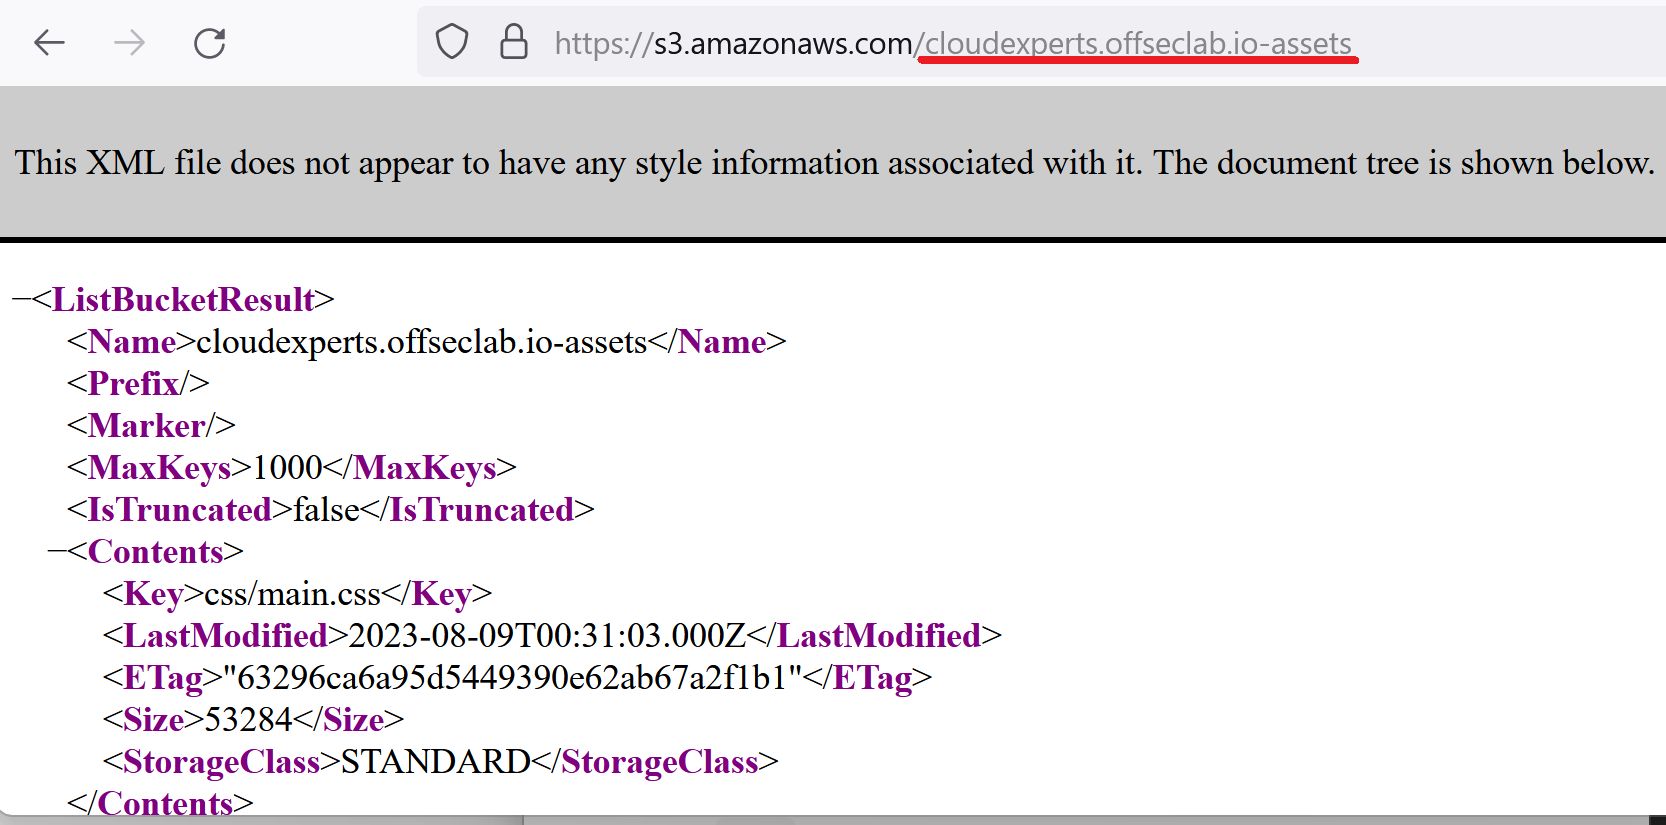 https://s3.amazonaws.com/cloudexperts.offseclab.io-assets
This XML file does not appear to have any style information associated with it. The document tree is shown below.
−<ListBucketResult>
<Name>cloudexperts.offseclab.io-assets</Name>
<Prefix/>
<Marker/>
<MaxKeys>1000</MaxKeys>
<IsTruncated>false</IsTruncated>
−<Contents>
<Key>css/main.css</Key>
<LastModified>2023-08-09T00:31:03.000Z</LastModified>
<ETag>"63296ca6a95d5449390e62ab67a2f1b1"</ETag>
<Size>53284</Size>
<StorageClass>STANDARD</StorageClass>
</Contents>